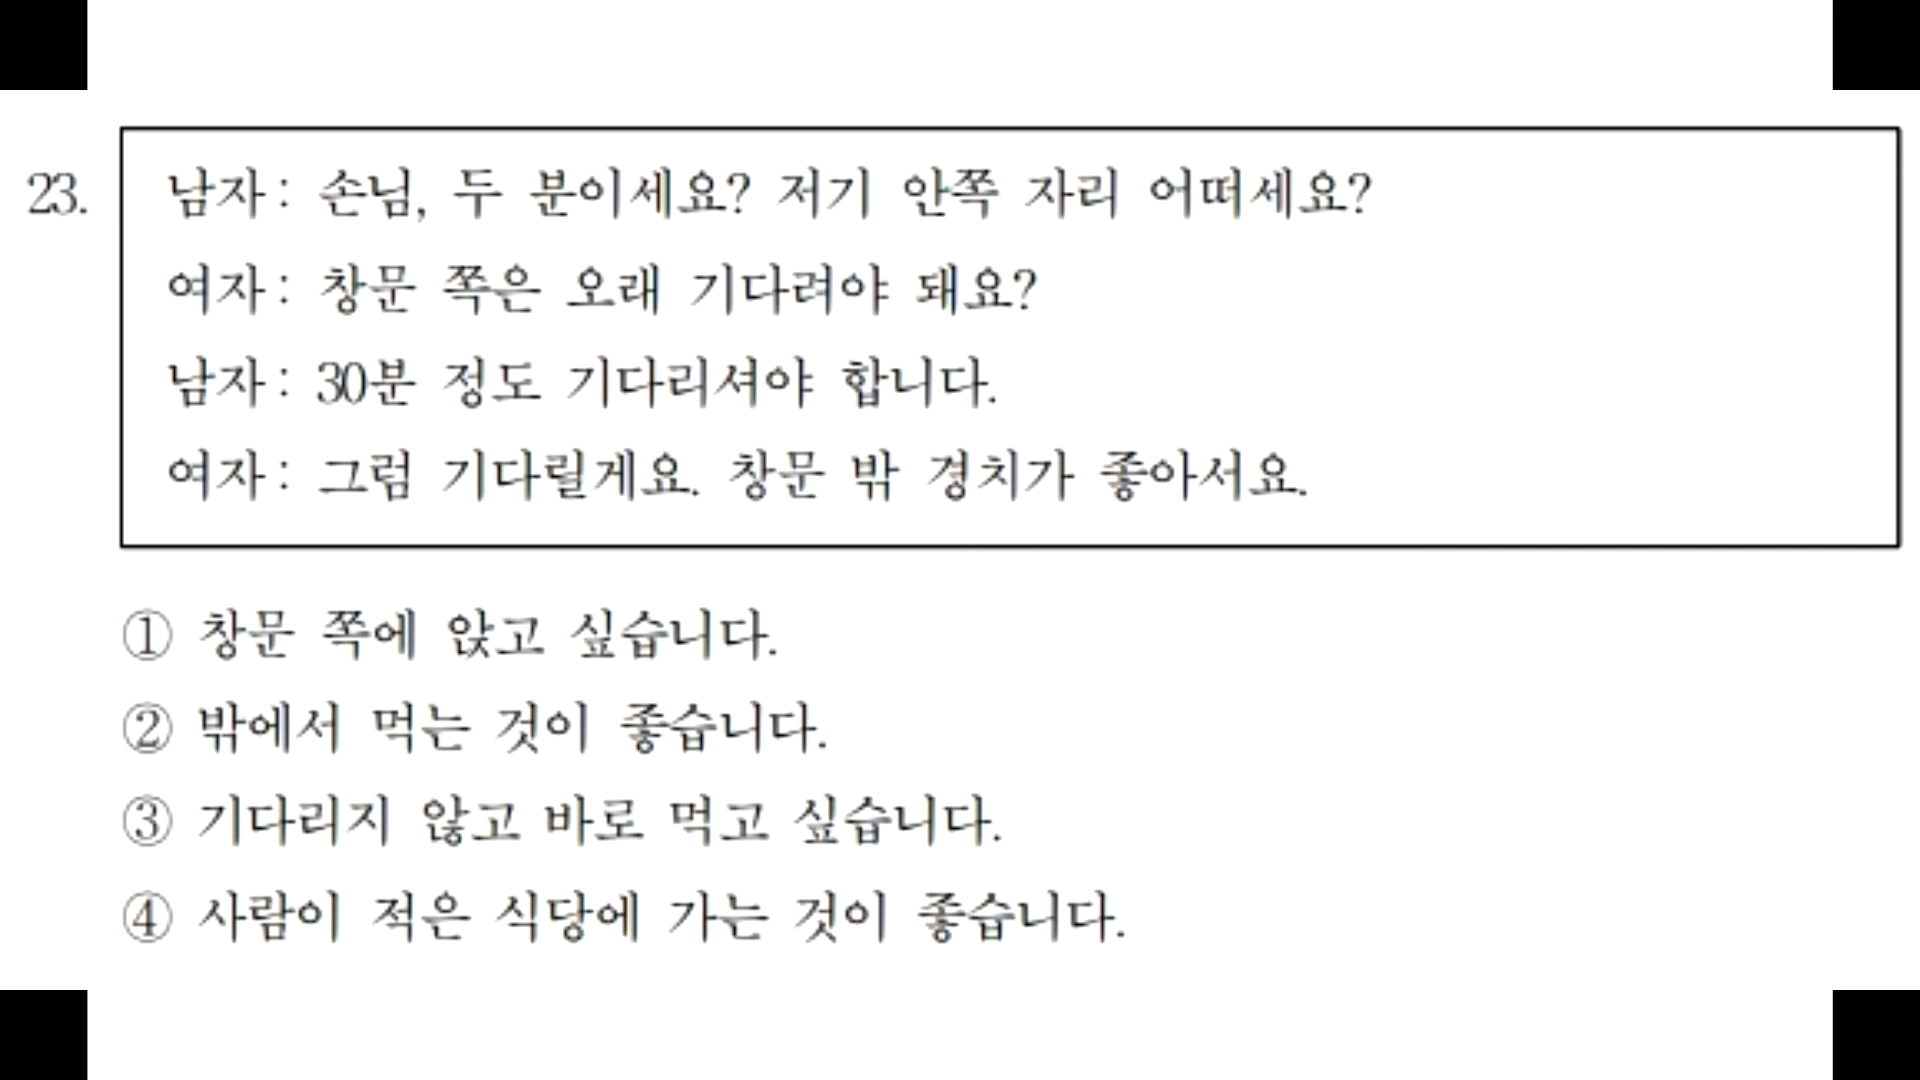 23. 남자: 손님, 두 분이세요? 저기 안쪽 자리 어떠세요?
여자: 창문 쪽은 오래 기다려야 돼요?
남자: 30분 정도 기다리셔야 합니다.
여자: 그럼 기다릴게요. 창문 밖 경치가 좋아서요.
① 창문 쪽에 앉고 싶습니다.
② 밖에서 먹는 것이 좋습니다.
③ 기다리지 않고 바로 먹고 싶습니다.
④ 사람이 적은 식당에 가는 것이 좋습니다.